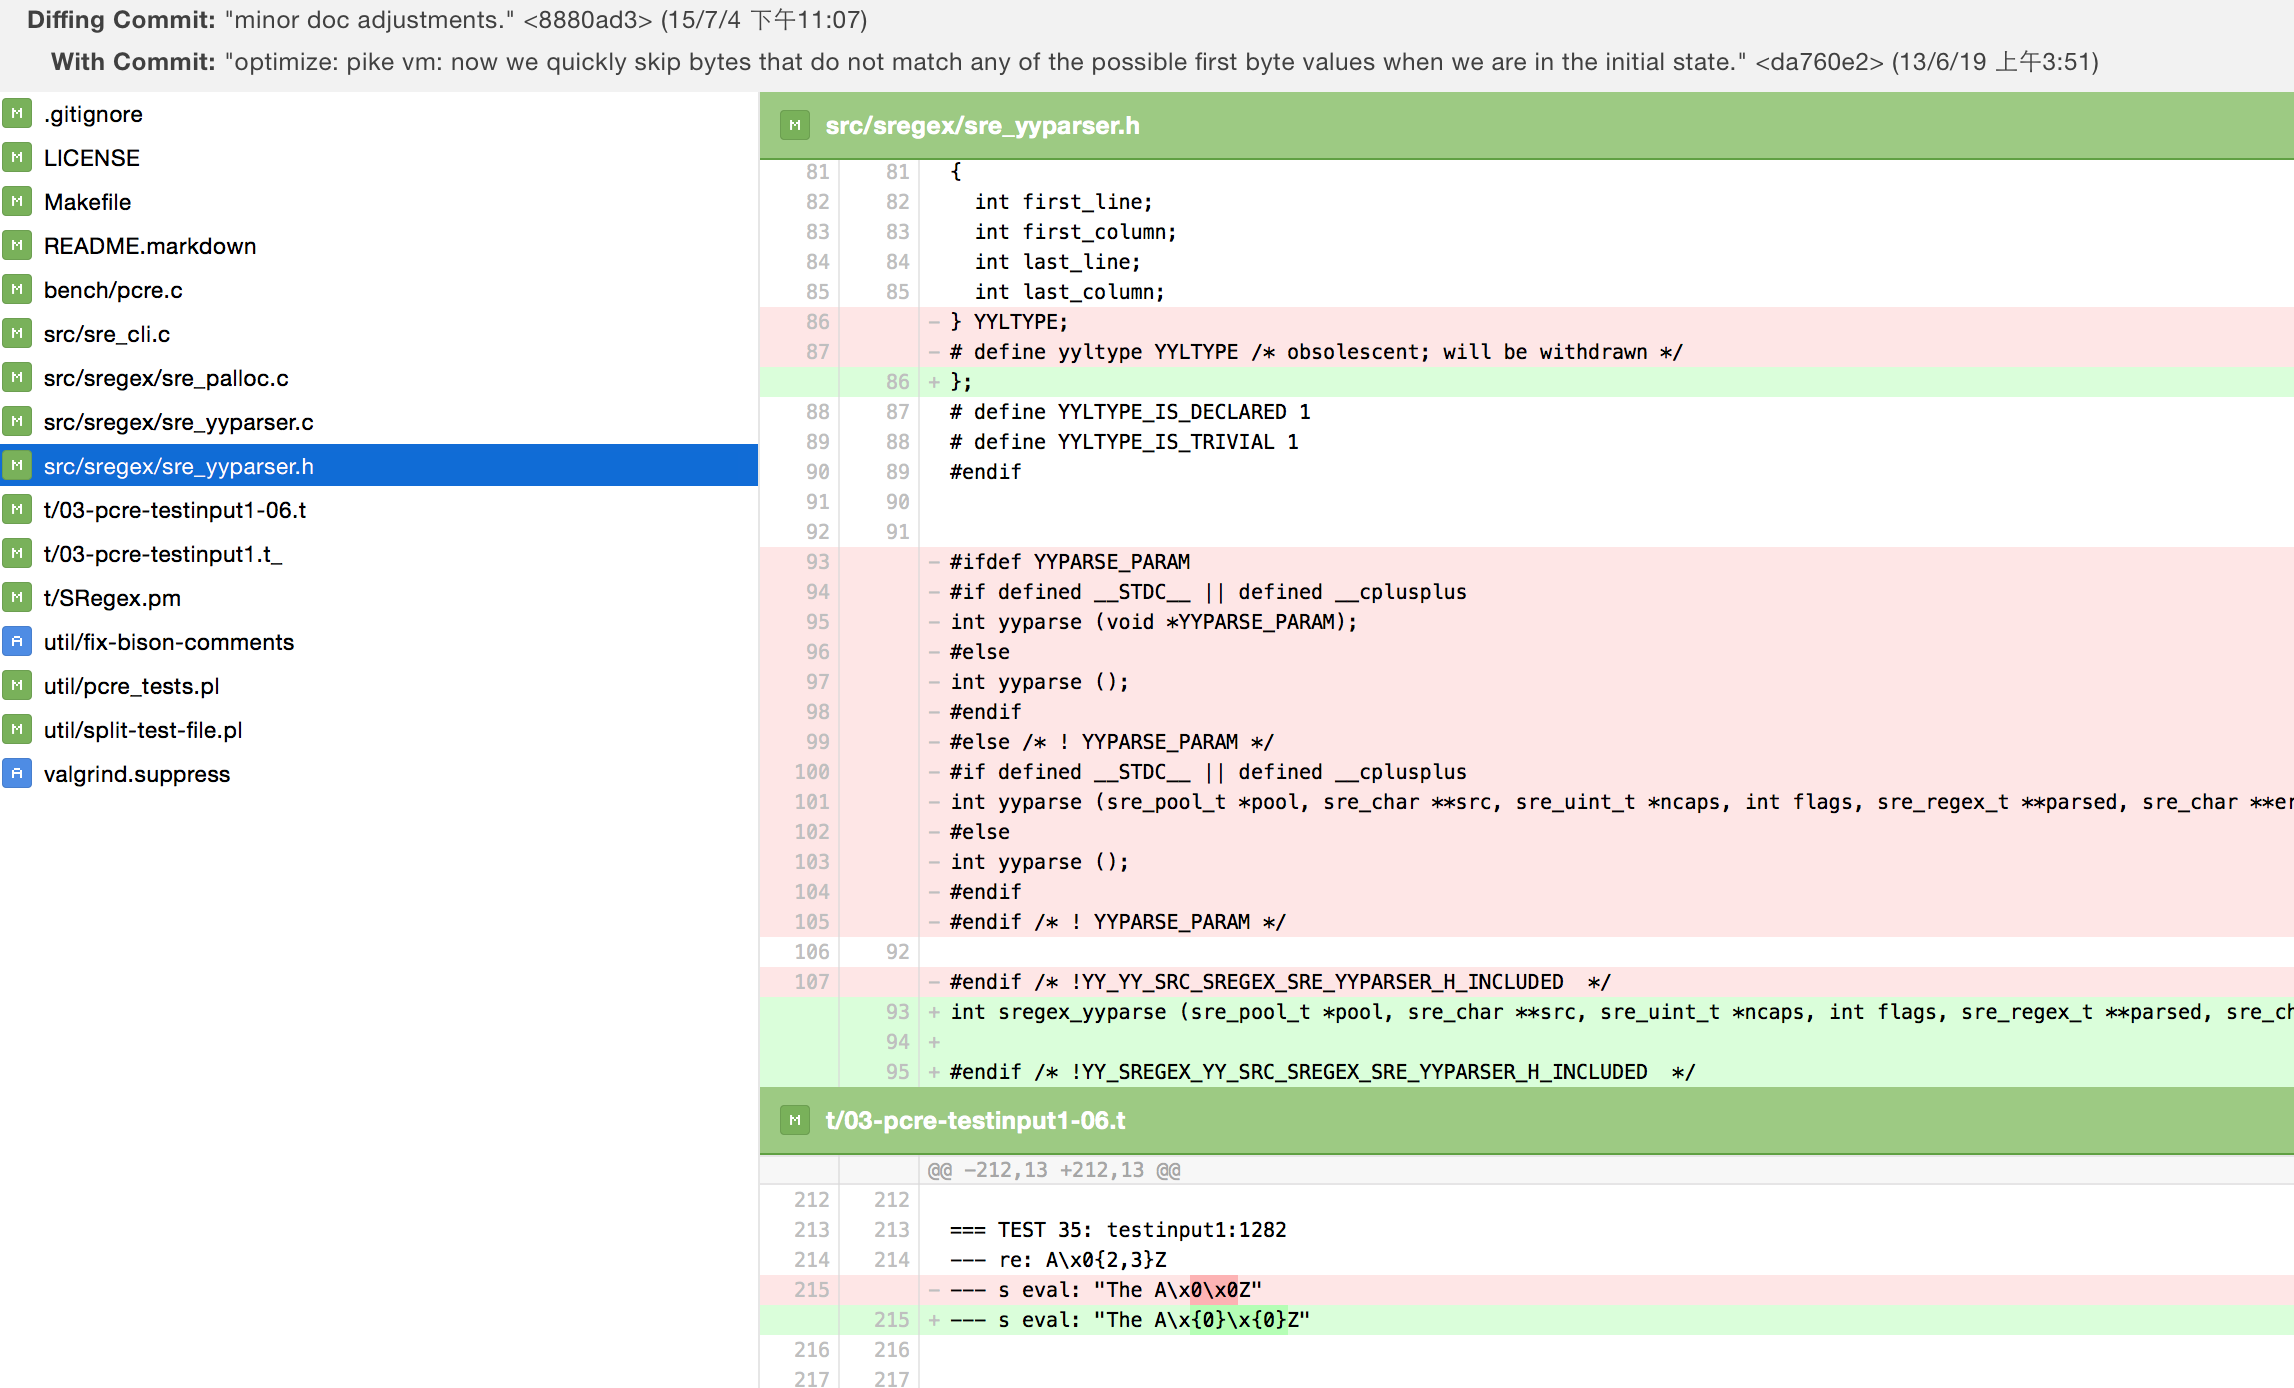 Diffing Commit: "minor doc adjustments." <8880ad3> (15/7/4 下午11:07)
With Commit: "optimize: pike vm: now we quickly skip bytes that do not match any of the possible first byte values when we are in the initial state." <da760e2> (13/6/19 上午3:51)
M .gitignore
M LICENSE
M Makefile
M README.markdown
M bench/pcre.c
M src/sre_cli.c
M src/sregex/sre_palloc.c
M src/sregex/sre_yyparser.c
M src/sregex/sre_yyparser.h
M t/03-pcre-testinput1-06.t
M t/03-pcre-testinput1.t_
M t/SRegex.pm
A util/fix-bison-comments
M util/pcre_tests.pl
M util/split-test-file.pl
A valgrind.suppress
M src/sregex/sre_yyparser.h
81 81 {
82 82 int first_line;
83 83 int first_column;
84 84 int last_line;
85 85 int last_column;
86 - } YYLTYPE;
87 - # define yyltype YYLTYPE /* obsolescent; will be withdrawn */
86 + };
88 87 # define YYLTYPE_IS_DECLARED 1
89 88 # define YYLTYPE_IS_TRIVIAL 1
90 89 #endif
91 90
92 91
93 - #ifdef YYPARSE_PARAM
94 - #if defined __STDC__ || defined __cplusplus
95 - int yyparse (void *YYPARSE_PARAM);
96 - #else
97 - int yyparse ();
98 - #endif
99 - #else /* ! YYPARSE_PARAM */
100 - #if defined __STDC__ || defined __cplusplus
101 - int yyparse (sre_pool_t *pool, sre_char **src, sre_uint_t *ncaps, int flags, sre_regex_t **parsed, sre_char **er
102 - #else
103 - int yyparse ();
104 - #endif
105 - #endif /* ! YYPARSE_PARAM */
106 92
107 - #endif /* !YY_YY_SRC_SREGEX_SRE_YYPARSER_H_INCLUDED  */
93 + int sregex_yyparse (sre_pool_t *pool, sre_char **src, sre_uint_t *ncaps, int flags, sre_regex_t **parsed, sre_ch
94 +
95 + #endif /* !YY_SREGEX_YY_SRC_SREGEX_SRE_YYPARSER_H_INCLUDED  */
M t/03-pcre-testinput1-06.t
@@ -212,13 +212,13 @@
212 212
213 213 === TEST 35: testinput1:1282
214 214 --- re: A\x0{2,3}Z
215 - --- s eval: "The A\x0\x0Z"
215 + --- s eval: "The A\x{0}\x{0}Z"
216 216
217 217